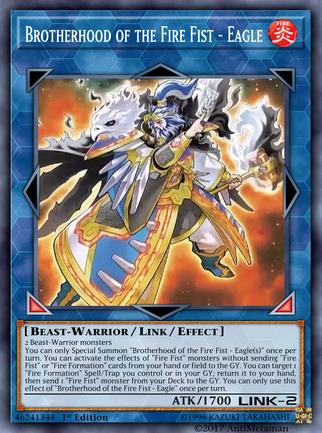 BROTHERHOOD OF THE FIRE FIST - EAGLE
FIRE
炎
[BEAST-WARRIOR / LINK / EFFECT]
2 Beast-Warrior monsters
You can only Special Summon "Brotherhood of the Fire Fist - Eagle(s)" once per
turn. You can activate the effects of "Fire Fist" monsters without sending "Fire
Fist" or "Fire Formation" cards from your hand or field to the GY. You can target 1
"Fire Formation" Spell/Trap you control or in your GY; return it to your hand,
then send 1 "Fire Fist" monster from your Deck to the GY. You can only use this
effect of "Brotherhood of the Fire Fist - Eagle" once per turn.
ATK/1700 LINK-2
46241344 1st Edition ©1996 KAZUKI TAKAHASHI
©2017 AntiMetaman